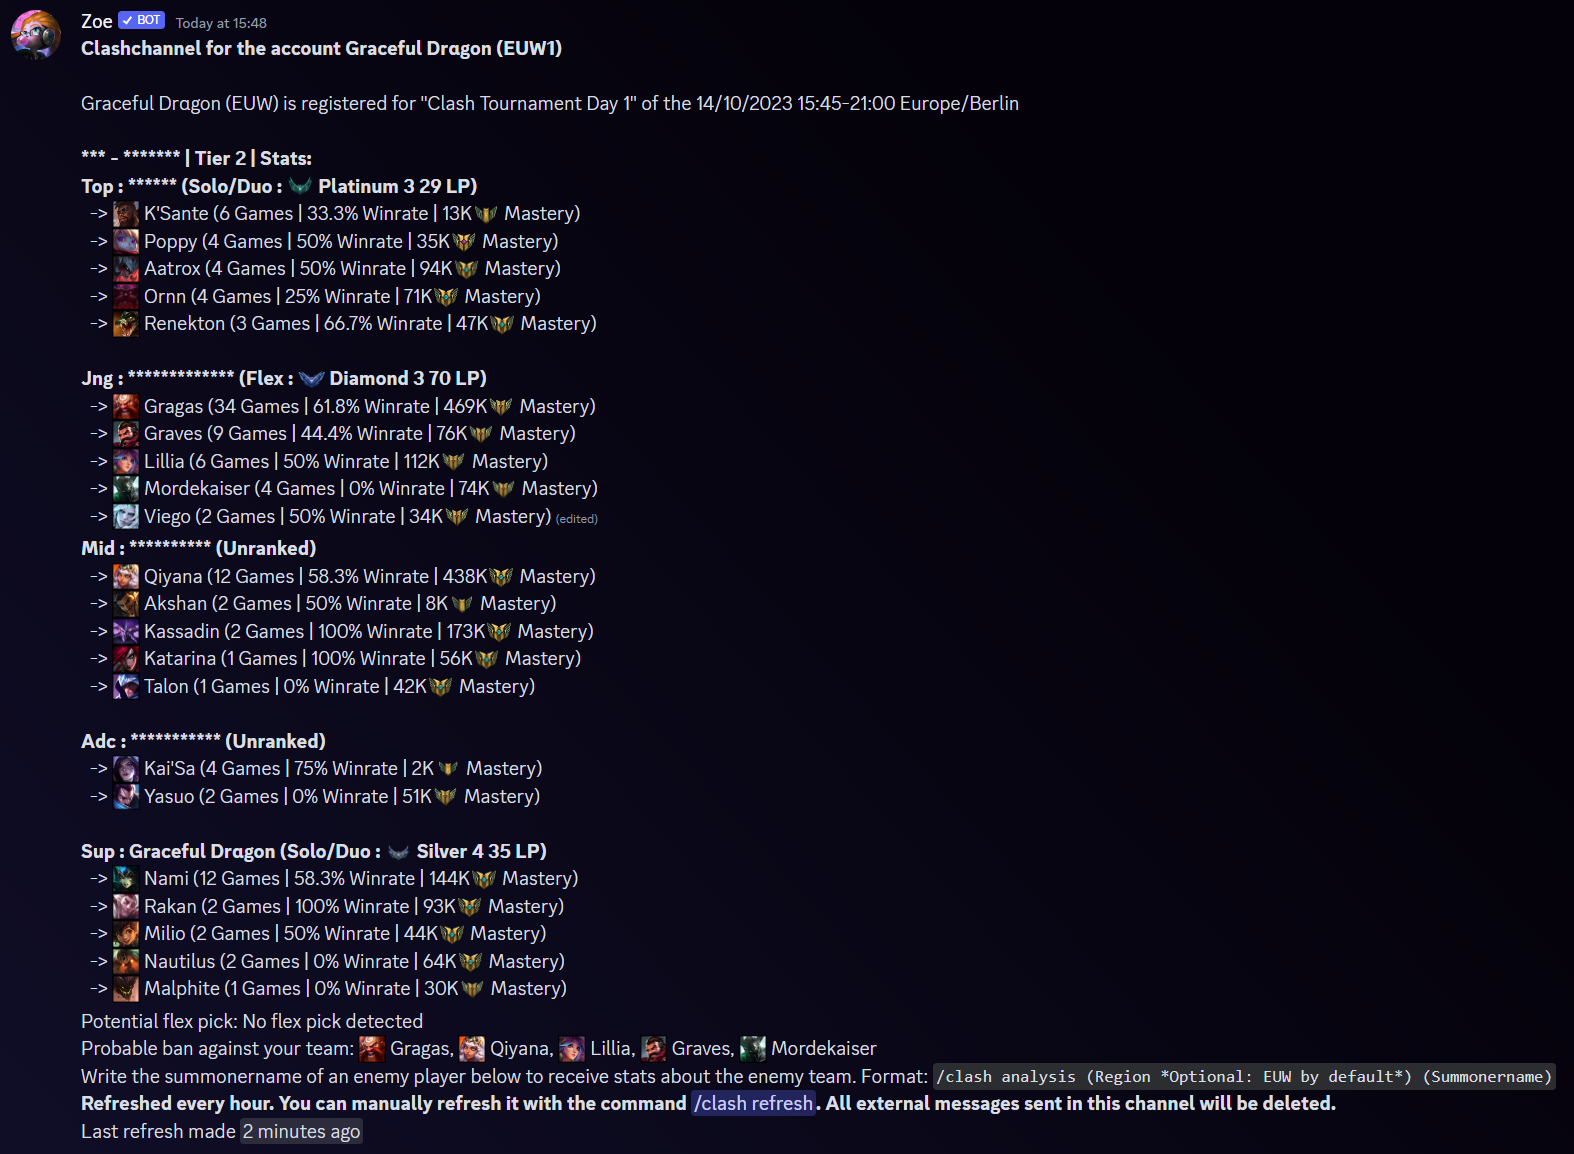 Zoe ✓ BOT Today at 15:48
Clashchannel for the account Graceful Dragon (EUW1)
Graceful Dragon (EUW) is registered for "Clash Tournament Day 1" of the 14/10/2023 15:45-21:00 Europe/Berlin
*** - ******* | Tier 2 | Stats:
Top : ****** (Solo/Duo : Platinum 3 29 LP)
-> K'Sante (6 Games | 33.3% Winrate | 13K Mastery)
-> Poppy (4 Games | 50% Winrate | 35K Mastery)
-> Aatrox (4 Games | 50% Winrate | 94K Mastery)
-> Ornn (4 Games | 25% Winrate | 71K Mastery)
-> Renekton (3 Games | 66.7% Winrate | 47K Mastery)
Jng : ************* (Flex : Diamond 3 70 LP)
-> Gragas (34 Games | 61.8% Winrate | 469K Mastery)
-> Graves (9 Games | 44.4% Winrate | 76K Mastery)
-> Lillia (6 Games | 50% Winrate | 112K Mastery)
-> Mordekaiser (4 Games | 0% Winrate | 74K Mastery)
-> Viego (2 Games | 50% Winrate | 34K Mastery) (edited)
Mid : ********** (Unranked)
-> Qiyana (12 Games | 58.3% Winrate | 438K Mastery)
-> Akshan (2 Games | 50% Winrate | 8K Mastery)
-> Kassadin (2 Games | 100% Winrate | 173K Mastery)
-> Katarina (1 Games | 100% Winrate | 56K Mastery)
-> Talon (1 Games | 0% Winrate | 42K Mastery)
Adc : *********** (Unranked)
-> Kai'Sa (4 Games | 75% Winrate | 2K Mastery)
-> Yasuo (2 Games | 0% Winrate | 51K Mastery)
Sup : Graceful Dragon (Solo/Duo : Silver 4 35 LP)
-> Nami (12 Games | 58.3% Winrate | 144K Mastery)
-> Rakan (2 Games | 100% Winrate | 93K Mastery)
-> Milio (2 Games | 50% Winrate | 44K Mastery)
-> Nautilus (2 Games | 0% Winrate | 64K Mastery)
-> Malphite (1 Games | 0% Winrate | 30K Mastery)
Potential flex pick: No flex pick detected
Probable ban against your team: Gragas, Qiyana, Lillia, Graves, Mordekaiser
Write the summonername of an enemy player below to receive stats about the enemy team. Format: /clash analysis (Region *Optional: EUW by default*) (Summonername)
Refreshed every hour. You can manually refresh it with the command /clash refresh. All external messages sent in this channel will be deleted.
Last refresh made 2 minutes ago